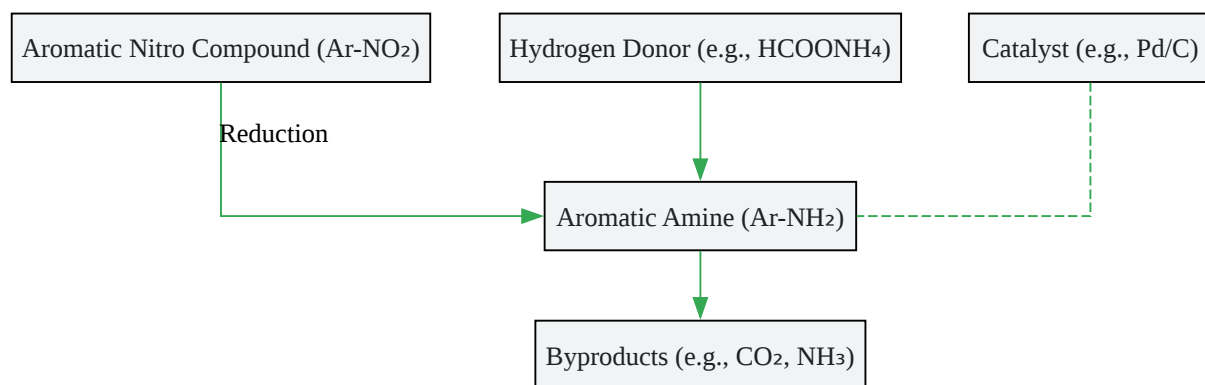 Aromatic Nitro Compound (Ar-NO₂)
Hydrogen Donor (e.g., HCOONH₄)
Catalyst (e.g., Pd/C)
Reduction
Aromatic Amine (Ar-NH₂)
Byproducts (e.g., CO₂, NH₃)